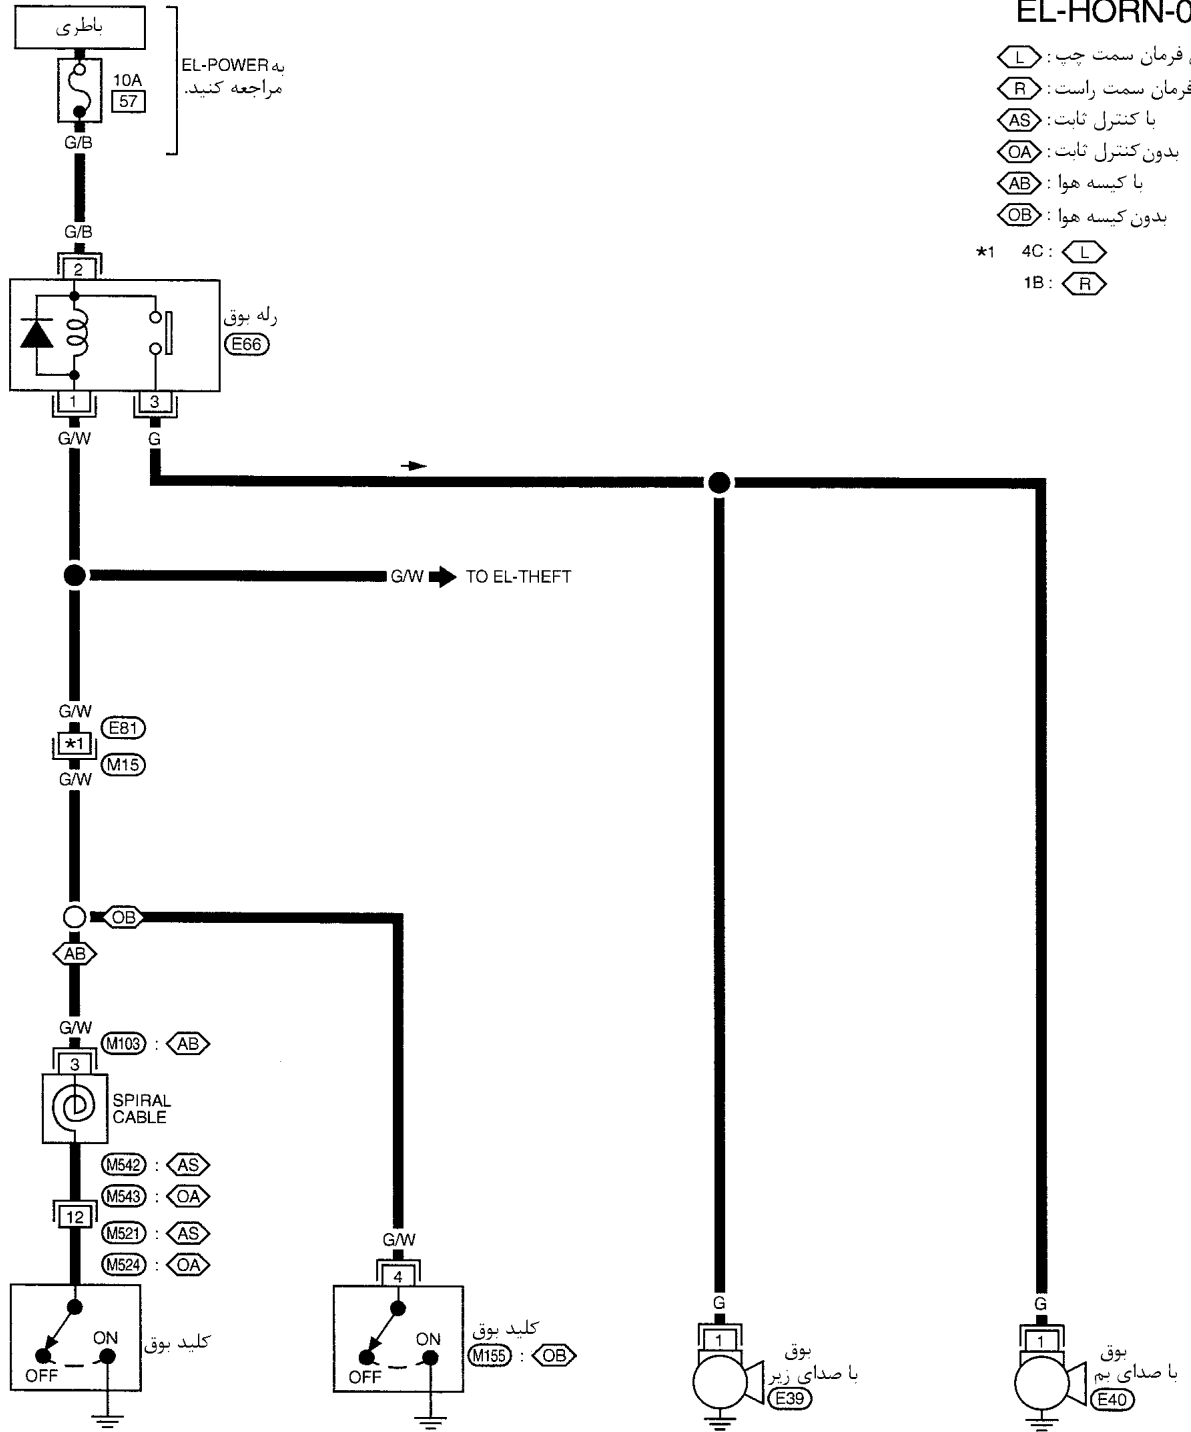 EL-HORN-0
باطری
به EL-POWER
مراجعه کنید.
10A
57
G/B
G/B
2
فرمان سمت چپ : L
فرمان سمت راست : R
با کنترل ثابت : AS
بدون کنترل ثابت : OA
با کیسه هوا : AB
بدون کیسه هوا : OB
*1 4C : L
1B : R
رله بوق
E66
1
3
G/W
G
G/W TO EL-THEFT
G/W
E81
*1
M15
G/W
OB
AB
G/W
M103 : AB
3
SPIRAL
CABLE
M542 : AS
M543 : OA
12
M521 : AS
M524 : OA
ON
OFF
کلید بوق
G/W
4
ON
OFF
کلید بوق
M155 : OB
G
1
بوق
با صدای زیر
E39
G
1
بوق
با صدای بم
E40